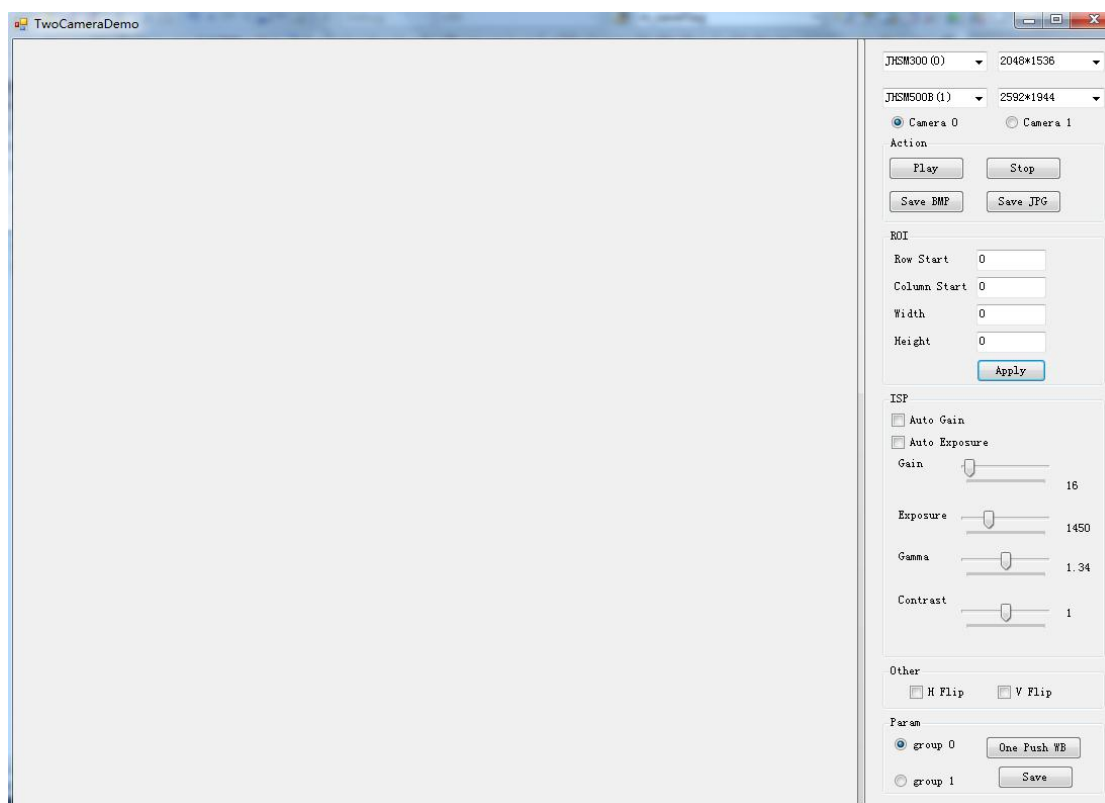 TwoCameraDemo
JHSM300(0) 2048*1536
JHSM500B(1) 2592*1944
Camera 0 Camera 1
Action
Play Stop
Save BMP Save JPG
ROI
Row Start 0
Column Start 0
Width 0
Height 0
Apply
ISP
Auto Gain
Auto Exposure
Gain
16
Exposure
1450
Gamma
1.34
Contrast
1
Other
H Flip V Flip
Param
group 0 One Push WB
group 1 Save